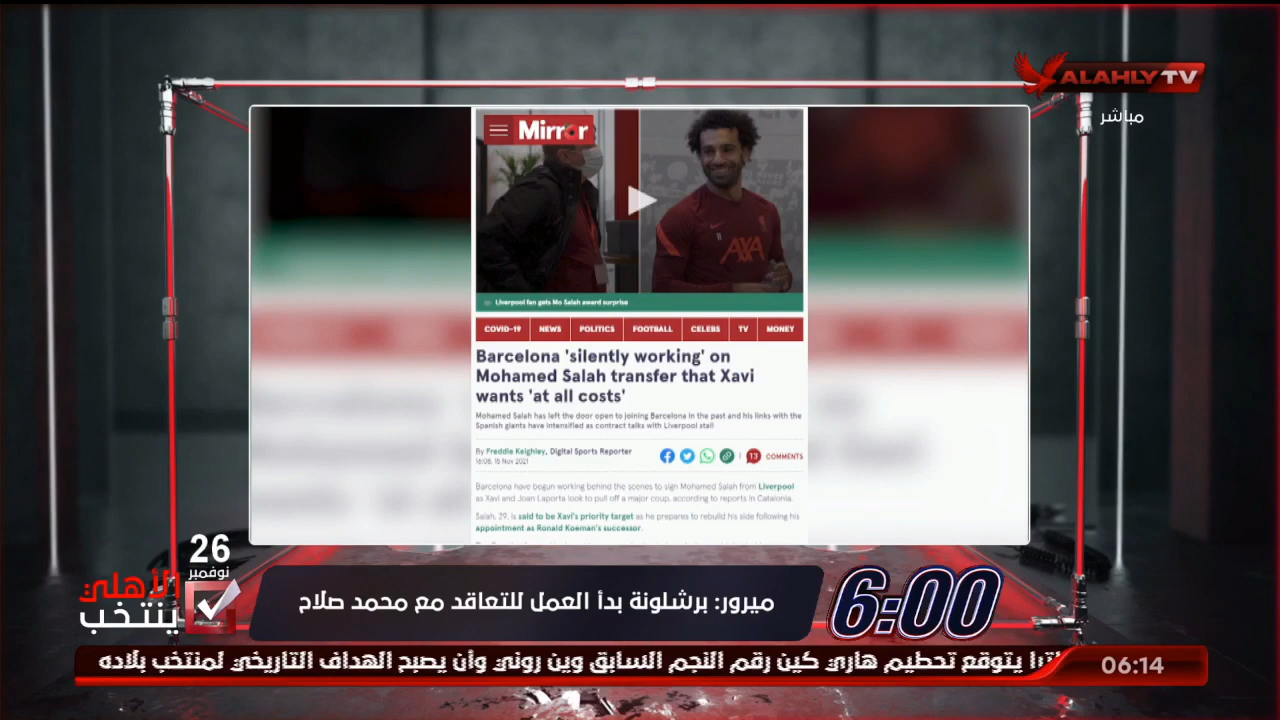 ALAHLY TV
مباشر
Mirror
Liverpool fan gets Mo Salah award surprise
COVID-19 NEWS POLITICS FOOTBALL CELEBS TV MONEY
Barcelona 'silently working' on
Mohamed Salah transfer that Xavi
wants 'at all costs'
Mohamed Salah has left the door open to joining Barcelona in the past and his links with the
Spanish giants have intensified as contract talks with Liverpool stall
By Freddie Keighley, Digital Sports Reporter
13 COMMENTS
16:08, 15 Nov 2021
Barcelona have begun working behind the scenes to sign Mohamed Salah from Liverpool
as Xavi and Joan Laporta look to pull off a major coup, according to reports in Catalonia.
Salah, 29, is said to be Xavi's priority target as he prepares to rebuild his side following his
appointment as Ronald Koeman's successor.
26
نوفمبر
الأهلي
ينتخب
ميرور: برشلونة بدأ العمل للتعاقد مع محمد صلاح
6:00
يتوقع تحطيم هاري كين رقم النجم السابق وين روني وأن يصبح الهداف التاريخي لمنتخب بلاده
06:14